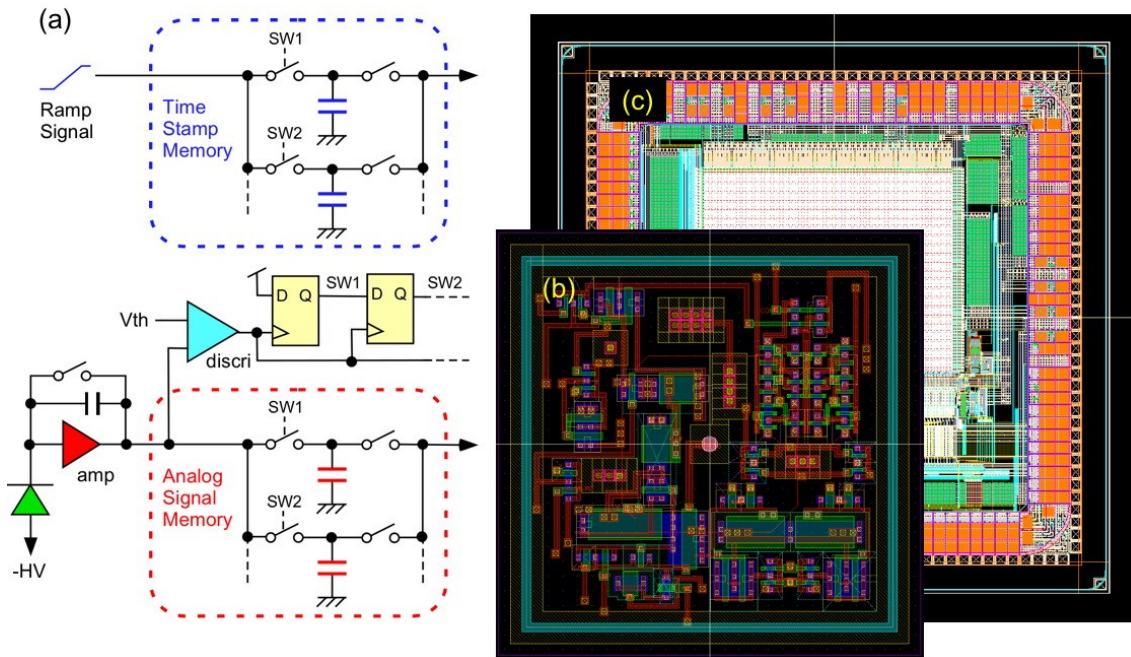 (a)
SW1
Ramp
Signal
Time
Stamp
Memory
SW2
D Q
SW1
D Q
SW2
Vth
discri
amp
SW1
Analog
Signal
Memory
SW2
-HV
(b)
(c)